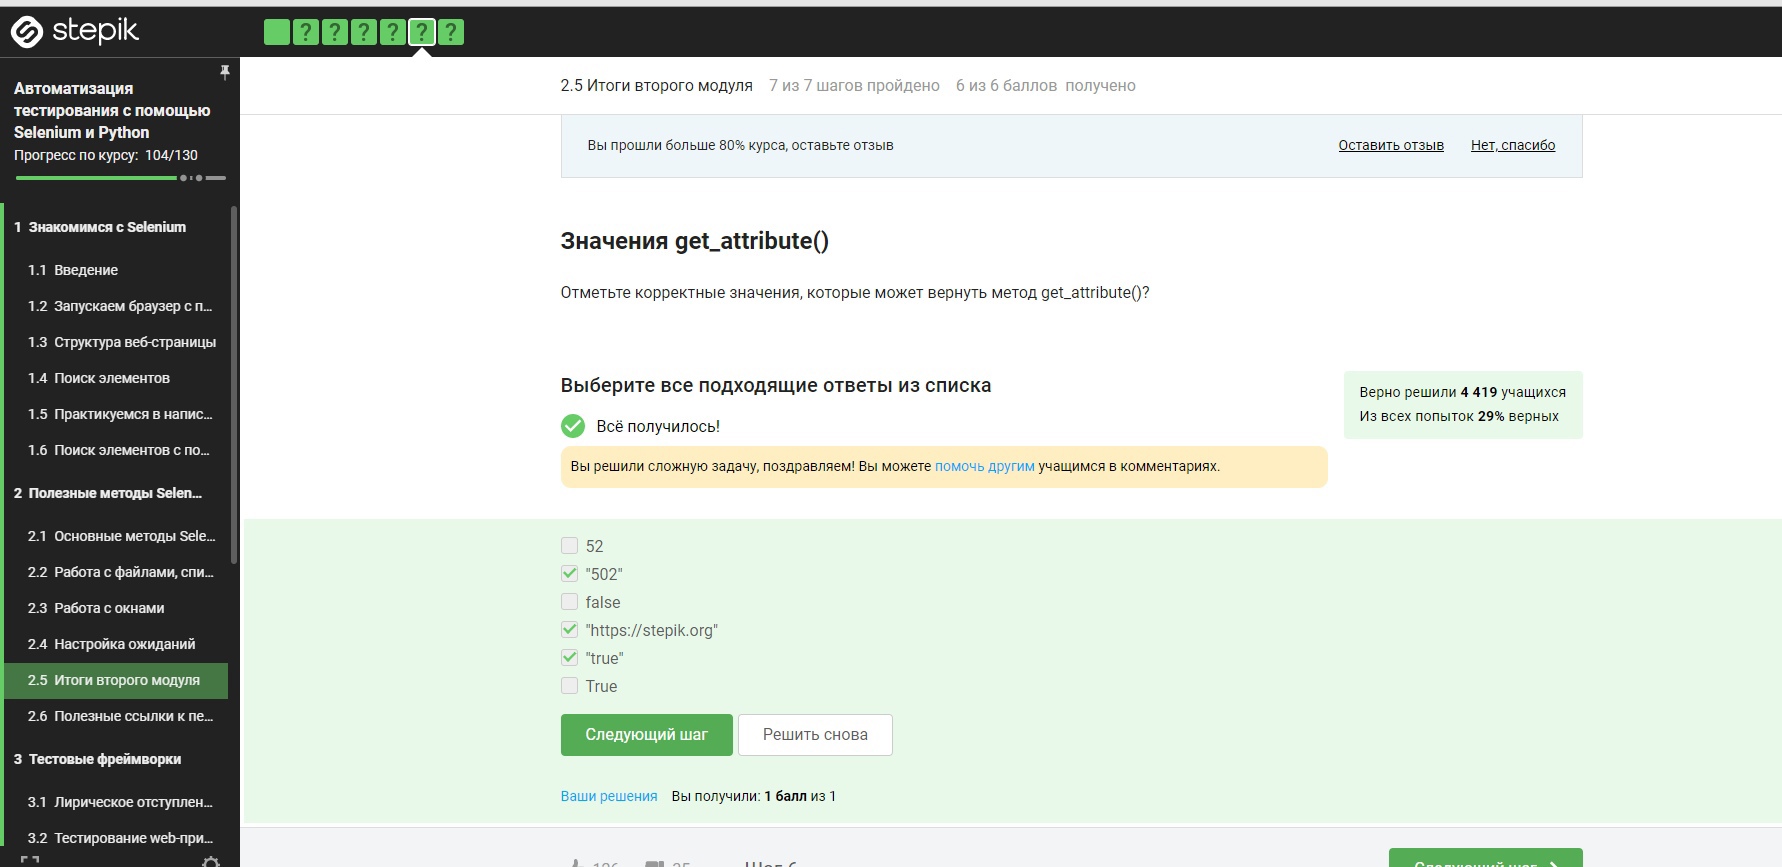 stepik
? ? ? ? ? ?
Автоматизация
тестирования с помощью
Selenium и Python
Прогресс по курсу: 104/130
1 Знакомимся с Selenium
1.1 Введение
1.2 Запускаем браузер с п...
1.3 Структура веб-страницы
1.4 Поиск элементов
1.5 Практикуемся в напис...
1.6 Поиск элементов с по...
2 Полезные методы Selen...
2.1 Основные методы Sele...
2.2 Работа с файлами, спи...
2.3 Работа с окнами
2.4 Настройка ожиданий
2.5 Итоги второго модуля
2.6 Полезные ссылки к пе...
3 Тестовые фреймворки
3.1 Лирическое отступлен...
3.2 Тестирование web-при...
2.5 Итоги второго модуля 7 из 7 шагов пройдено 6 из 6 баллов получено
Вы прошли больше 80% курса, оставьте отзыв Оставить отзыв Нет, спасибо
Значения get_attribute()
Отметьте корректные значения, которые может вернуть метод get_attribute()?
Выберите все подходящие ответы из списка
Всё получилось!
Вы решили сложную задачу, поздравляем! Вы можете помочь другим учащимся в комментариях.
Верно решили 4 419 учащихся
Из всех попыток 29% верных
52
"502"
false
"https://stepik.org"
"true"
True
Следующий шаг Решить снова
Ваши решения Вы получили: 1 балл из 1
Шаг 6
Следующий шаг